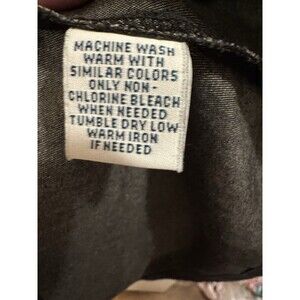 MACHINE WASH
WARM WITH
SIMILAR COLORS
ONLY NON-
CHLORINE BLEACH
WHEN NEEDED
TUMBLE DRY LOW
WARM IRON
IF NEEDED